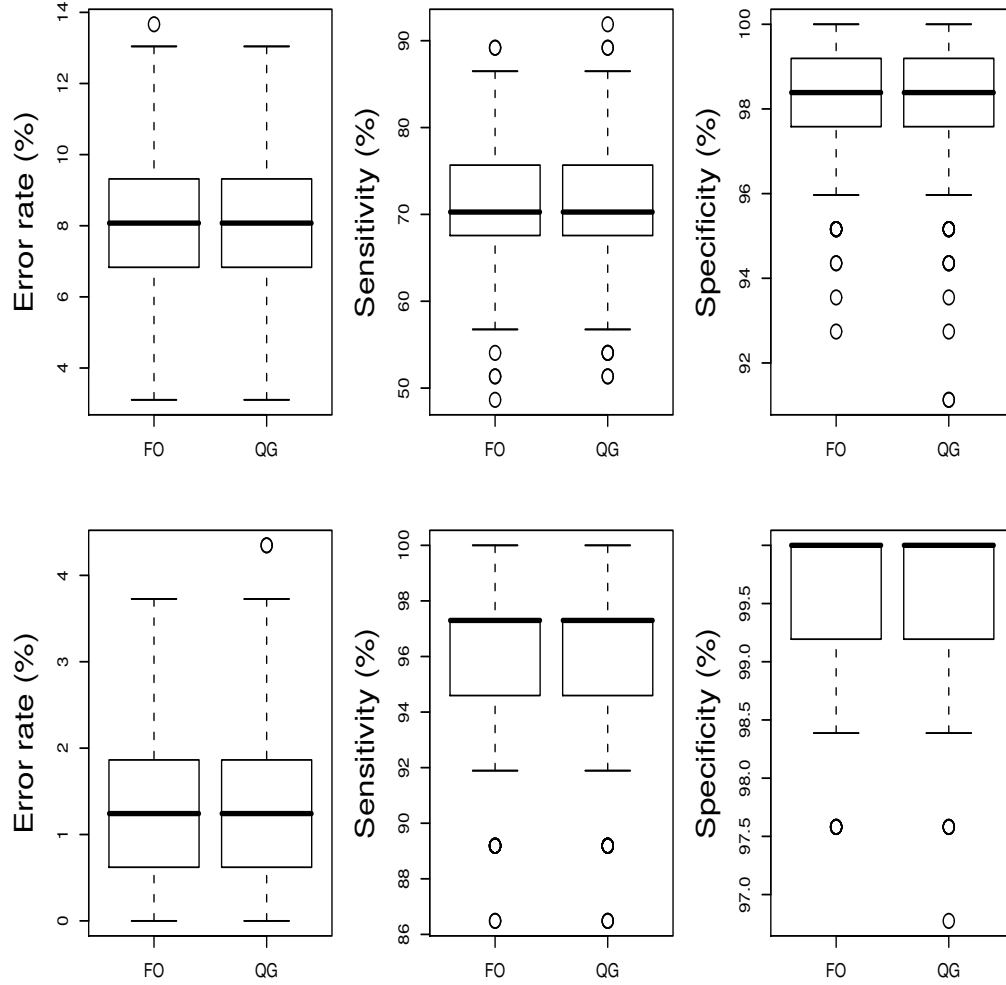 Error rate (%)
14
12
10
8
6
4
FO QG
Sensitivity (%)
90
80
70
60
50
FO QG
Specificity (%)
100
98
96
94
92
FO QG
Error rate (%)
4
3
2
1
0
FO QG
Sensitivity (%)
100
98
96
94
92
90
88
86
FO QG
Specificity (%)
99.5
99.0
98.5
98.0
97.5
97.0
FO QG